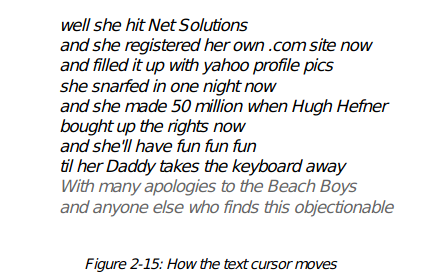 well she hit Net Solutions
and she registered her own .com site now
and filled it up with yahoo profile pics
she snarfed in one night now
and she made 50 million when Hugh Hefner
bought up the rights now
and she'll have fun fun fun
til her Daddy takes the keyboard away
With many apologies to the Beach Boys
and anyone else who finds this objectionable
Figure 2-15: How the text cursor moves